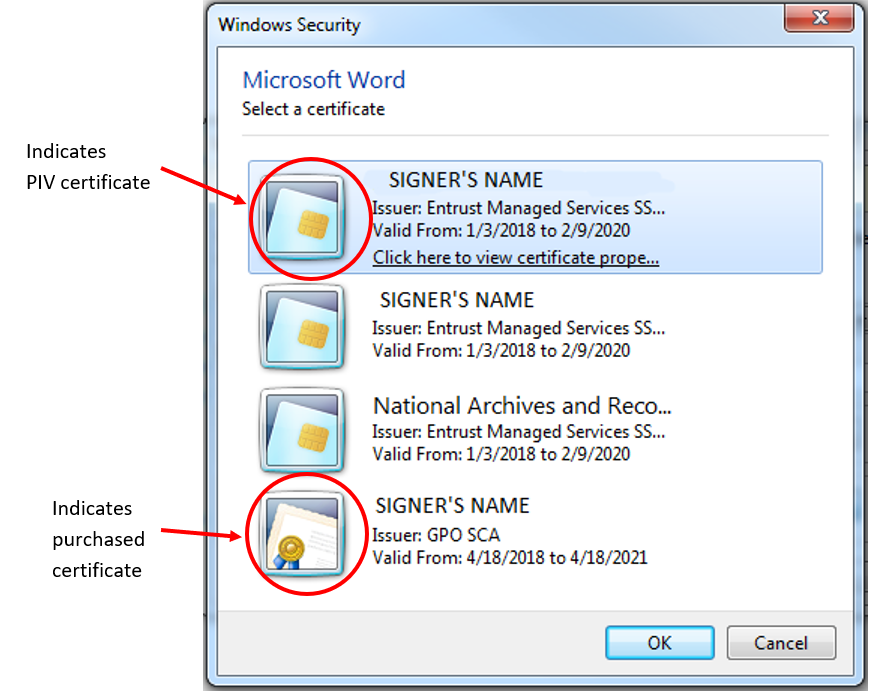 Windows Security
Microsoft Word
Select a certificate
Indicates
PIV certificate
SIGNER'S NAME
Issuer: Entrust Managed Services SS...
Valid From: 1/3/2018 to 2/9/2020
Click here to view certificate prope...
SIGNER'S NAME
Issuer: Entrust Managed Services SS...
Valid From: 1/3/2018 to 2/9/2020
National Archives and Reco...
Issuer: Entrust Managed Services SS...
Valid From: 1/3/2018 to 2/9/2020
Indicates
purchased
certificate
SIGNER'S NAME
Issuer: GPO SCA
Valid From: 4/18/2018 to 4/18/2021
OK
Cancel